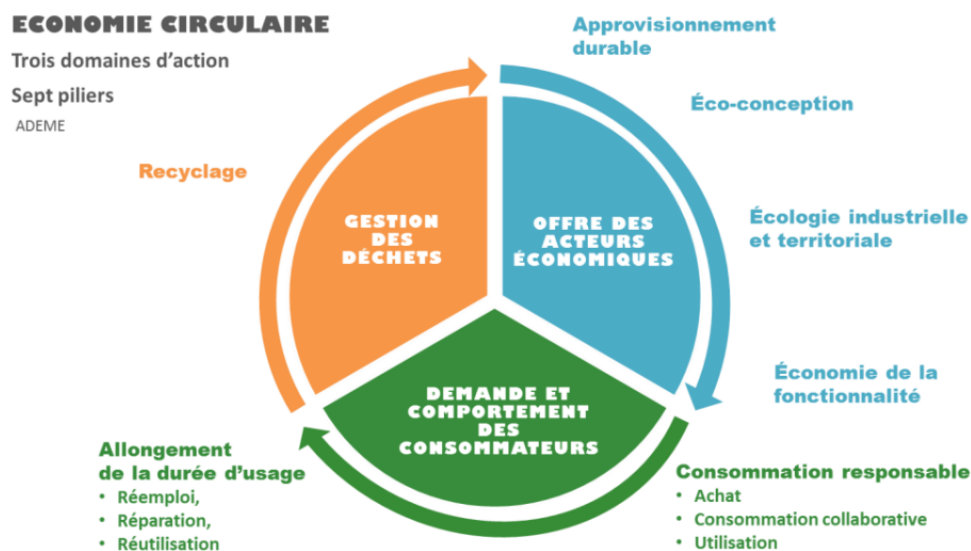 ECONOMIE CIRCULAIRE
Trois domaines d'action
Sept piliers
ADEME
Approvisionnement
durable
Éco-conception
Écologie industrielle
et territoriale
Économie de la
fonctionnalité
OFFRE DES
ACTEURS
ÉCONOMIQUES
Recyclage
GESTION
DES
DÉCHETS
DEMANDE ET
COMPORTEMENT
DES
CONSOMMATEURS
Allongement
de la durée d'usage
• Réemploi,
• Réparation,
• Réutilisation
Consommation responsable
• Achat
• Consommation collaborative
• Utilisation